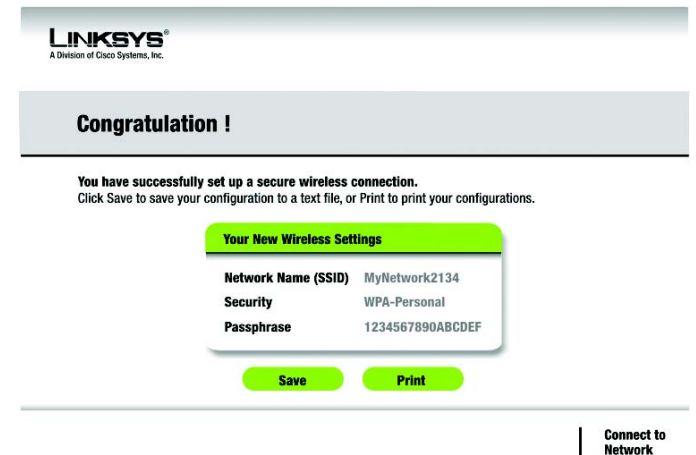 LINKSYS®
A Division of Cisco Systems, Inc.
Congratulation !
You have successfully set up a secure wireless connection.
Click Save to save your configuration to a text file, or Print to print your configurations.
Your New Wireless Settings
Network Name (SSID) MyNetwork2134
Security WPA-Personal
Passphrase 1234567890ABCDEF
Save Print
Connect to
Network